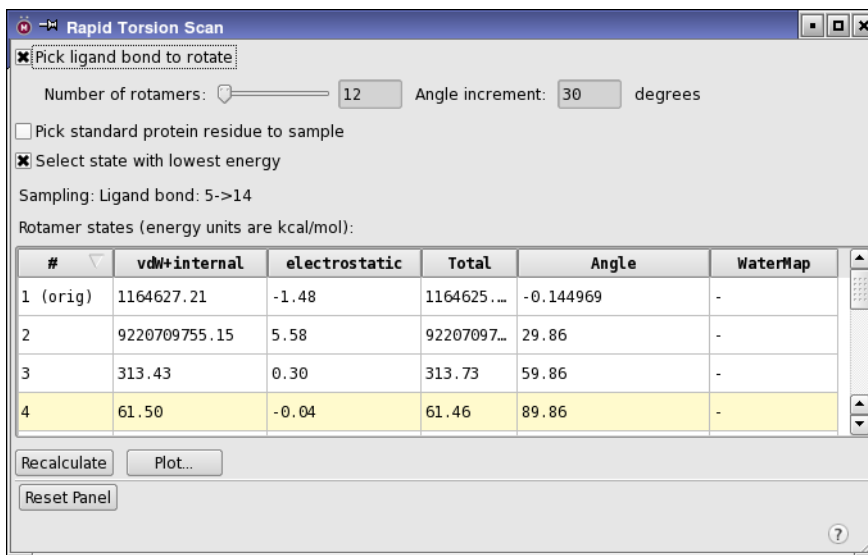 Rapid Torsion Scan
Pick ligand bond to rotate
Number of rotamers: 12 Angle increment: 30 degrees
Pick standard protein residue to sample
Select state with lowest energy
Sampling: Ligand bond: 5->14
Rotamer states (energy units are kcal/mol):
# vdW+internal electrostatic Total Angle WaterMap
1 (orig) 1164627.21 -1.48 1164625.… -0.144969 -
2 9220709755.15 5.58 92207097… 29.86 -
3 313.43 0.30 313.73 59.86 -
4 61.50 -0.04 61.46 89.86 -
Recalculate Plot...
Reset Panel
?